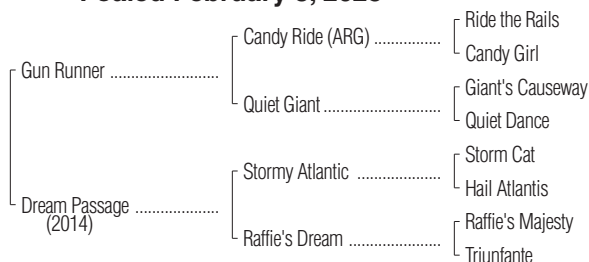 Ride the Rails
Candy Ride (ARG) ................
Candy Girl
Gun Runner ..........................
Giant's Causeway
Quiet Giant ............................
Quiet Dance
Storm Cat
Stormy Atlantic ....................
Hail Atlantis
Dream Passage ....................
(2014)
Raffie's Majesty
Raffie's Dream ......................
Triunfante